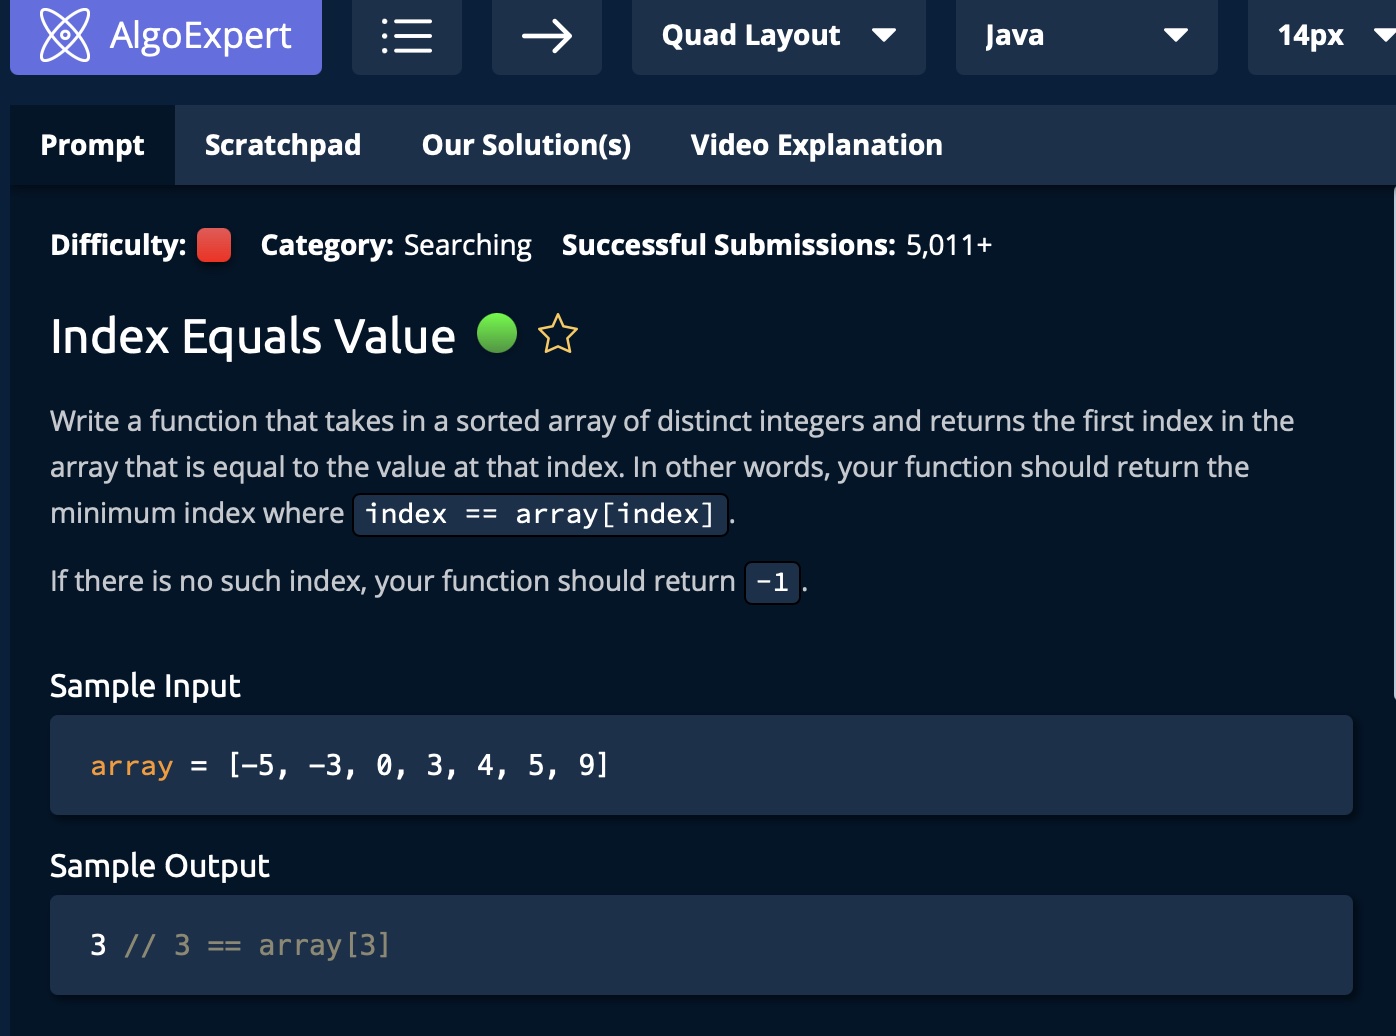 AlgoExpert Quad Layout Java 14px
Prompt Scratchpad Our Solution(s) Video Explanation
Difficulty: Category: Searching Successful Submissions: 5,011+
Index Equals Value
Write a function that takes in a sorted array of distinct integers and returns the first index in the
array that is equal to the value at that index. In other words, your function should return the
minimum index where index == array[index].
If there is no such index, your function should return -1.
Sample Input
array = [-5, -3, 0, 3, 4, 5, 9]
Sample Output
3 // 3 == array[3]